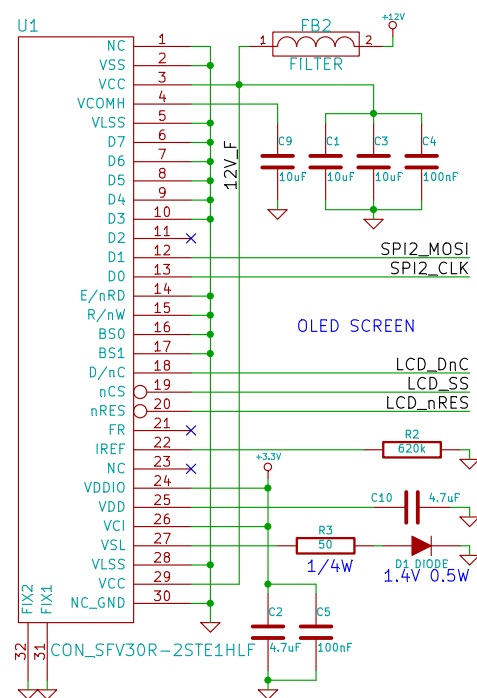 U1
NC 1
VSS 2
VCC 3
VCOMH 4
VLSS 5
D7 6
D6 7
D5 8
D4 9
D3 10
D2 11
D1 12
D0 13
E/nRD 14
R/nW 15
BS0 16
BS1 17
D/nC 18
nCS 19
nRES 20
FR 21
IREF 22
NC 23
VDDIO 24
VDD 25
VCI 26
VSL 27
VLSS 28
VCC 29
NC_GND 30
FIX2 32
FIX1 31
CON_SFV30R-2STE1HLF
FB2
1 2
FILTER
+12V
12V_F
C9
10uF
C1
10uF
C3
10uF
C4
100nF
SPI2_MOSI
SPI2_CLK
OLED SCREEN
LCD_DnC
LCD_SS
LCD_nRES
R2
620k
+3.3V
C10 4.7uF
R3
50
1/4W
D1 DIODE
1.4V 0.5W
C2
4.7uF
C5
100nF